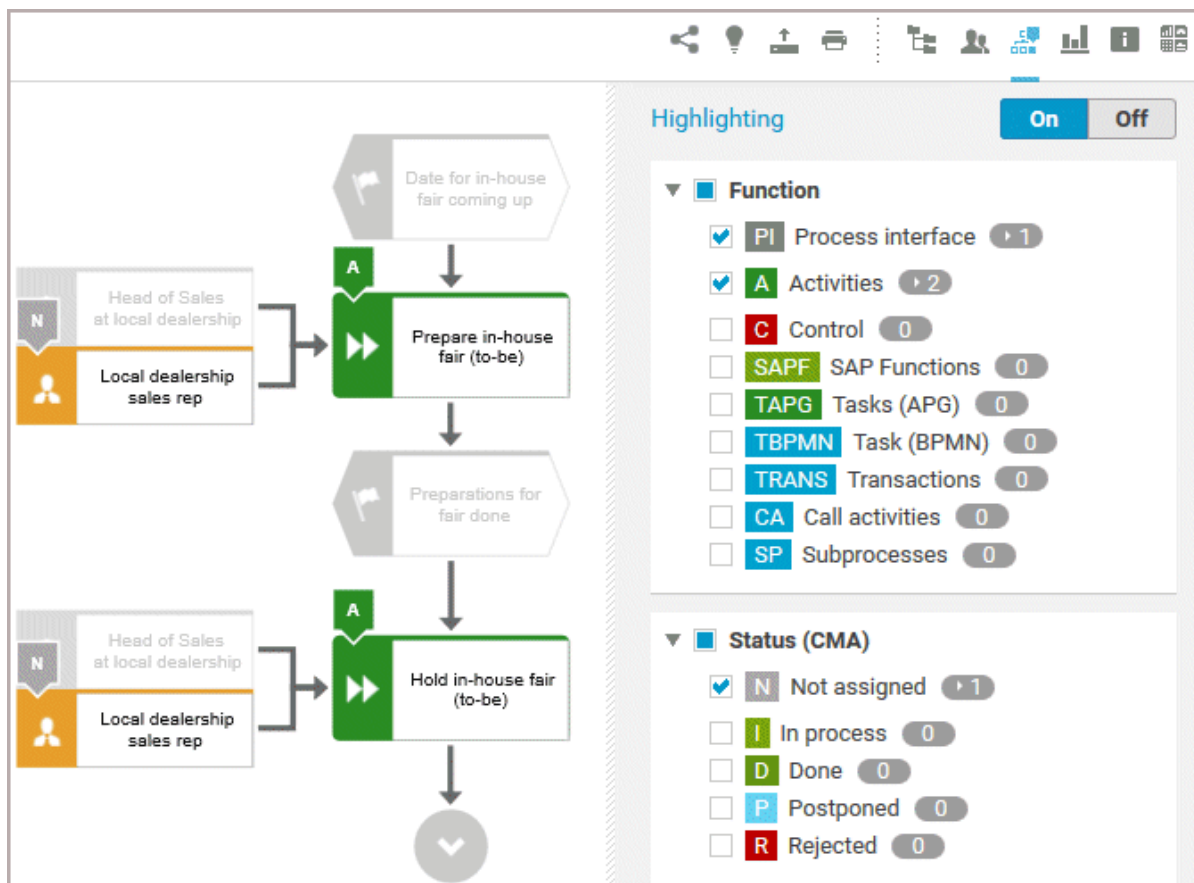 Date for in-house
fair coming up
A
Head of Sales
at local dealership
N
Prepare in-house
fair (to-be)
Local dealership
sales rep
Preparations for
fair done
A
Head of Sales
at local dealership
N
Hold in-house fair
(to-be)
Local dealership
sales rep
Highlighting On Off
Function
PI Process interface 1
A Activities 2
C Control 0
SAPF SAP Functions 0
TAPG Tasks (APG) 0
TBPMN Task (BPMN) 0
TRANS Transactions 0
CA Call activities 0
SP Subprocesses 0
Status (CMA)
N Not assigned 1
I In process 0
D Done 0
P Postponed 0
R Rejected 0